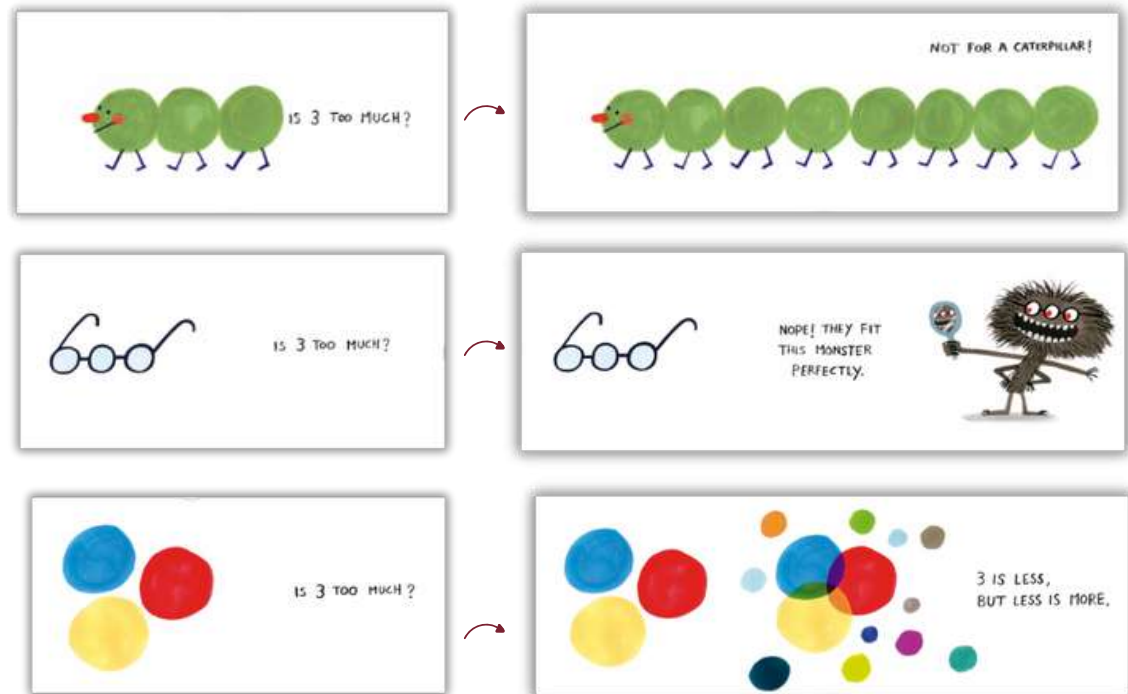 IS 3 TOO MUCH?
NOT FOR A CATERPILLAR!
IS 3 TOO MUCH?
NOPE! THEY FIT
THIS MONSTER
PERFECTLY.
IS 3 TOO MUCH?
3 IS LESS,
BUT LESS IS MORE.